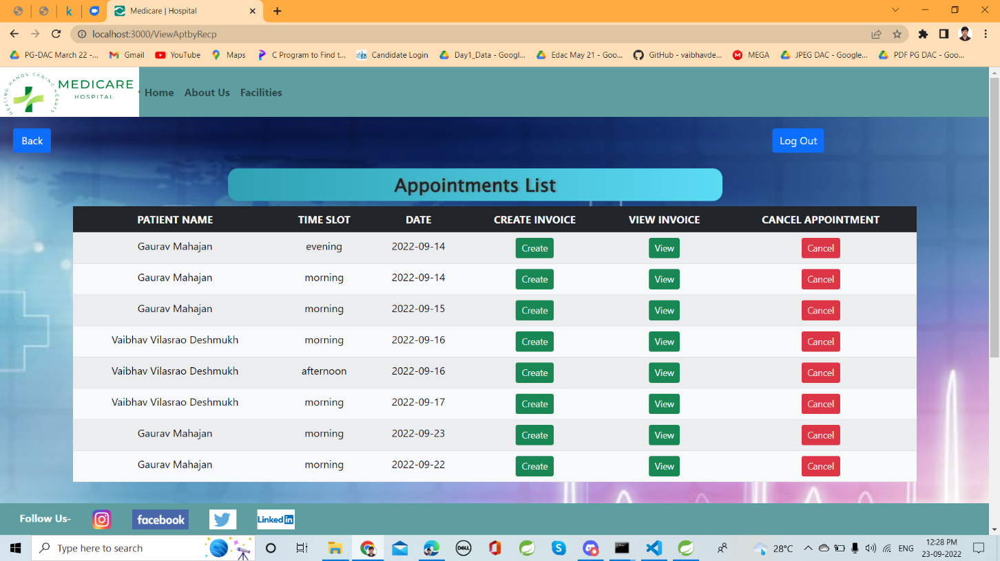 Medicare | Hospital
localhost:3000/ViewAptbyRecp
PG-DAC March 22 -... Gmail YouTube Maps C Program to Find t... Candidate Login Day1_Data - Googl... Edac May 21 - Goo... GitHub - vaibhavde... MEGA JPEG DAC - Google... PDF PG DAC - Goo...
HEALING HANDS CARING HEARTS
MEDICARE
HOSPITAL
Home About Us Facilities
Back Log Out
Appointments List
PATIENT NAME TIME SLOT DATE CREATE INVOICE VIEW INVOICE CANCEL APPOINTMENT
Gaurav Mahajan evening 2022-09-14 Create View Cancel
Gaurav Mahajan morning 2022-09-14 Create View Cancel
Gaurav Mahajan morning 2022-09-15 Create View Cancel
Vaibhav Vilasrao Deshmukh morning 2022-09-16 Create View Cancel
Vaibhav Vilasrao Deshmukh afternoon 2022-09-16 Create View Cancel
Vaibhav Vilasrao Deshmukh morning 2022-09-17 Create View Cancel
Gaurav Mahajan morning 2022-09-23 Create View Cancel
Gaurav Mahajan morning 2022-09-22 Create View Cancel
Follow Us- facebook Linked in
Type here to search DELL 28°C ENG 12:28 PM
23-09-2022